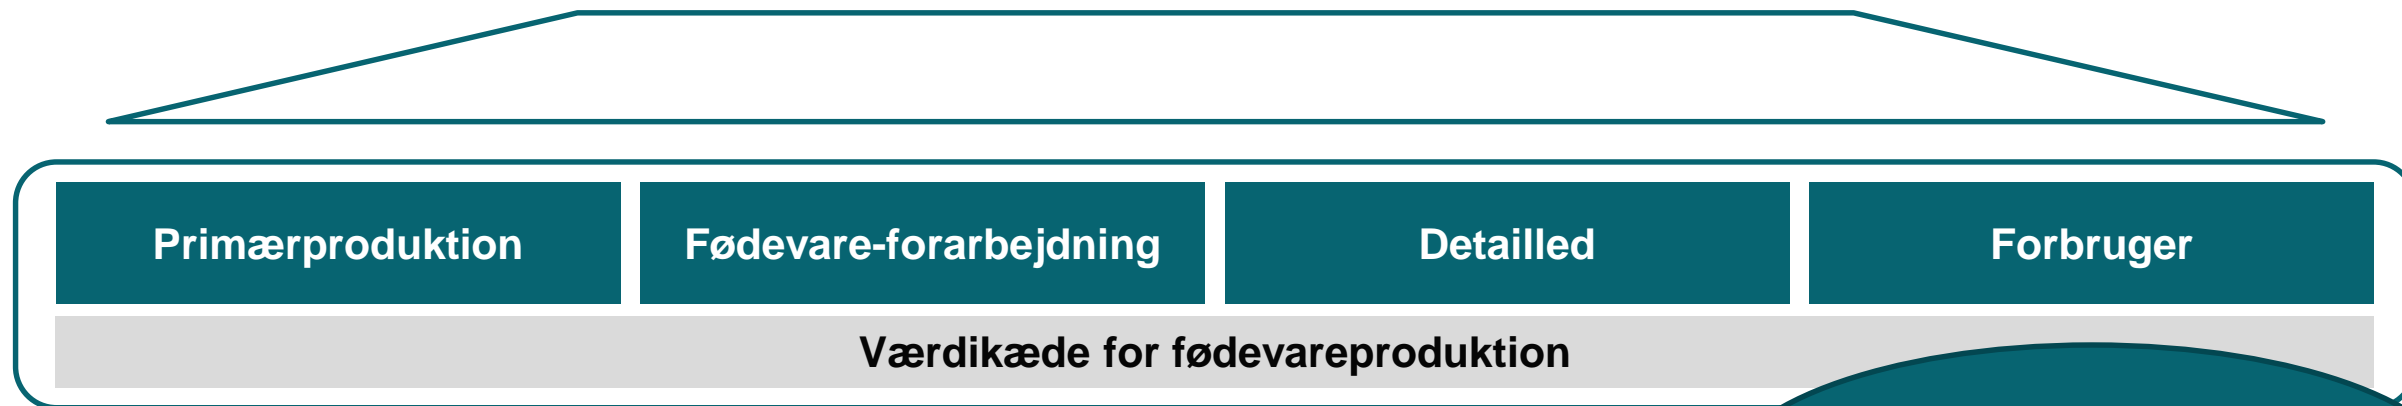 Primærproduktion
Fødevare-forarbejdning
Detailled
Forbruger
Værdikæde for fødevareproduktion